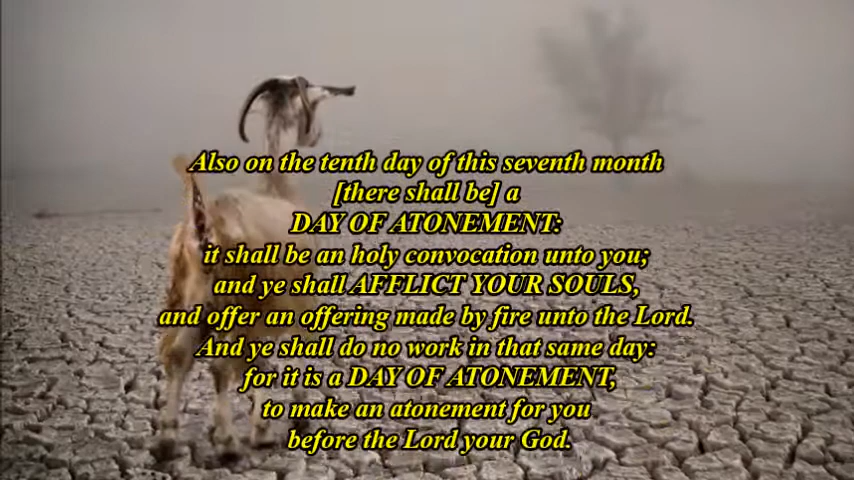 Also on the tenth day of this seventh month
[there shall be] a
DAY OF ATONEMENT:
it shall be an holy convocation unto you;
and ye shall AFFLICT YOUR SOULS,
and offer an offering made by fire unto the Lord.
And ye shall do no work in that same day:
for it is a DAY OF ATONEMENT,
to make an atonement for you
before the Lord your God.